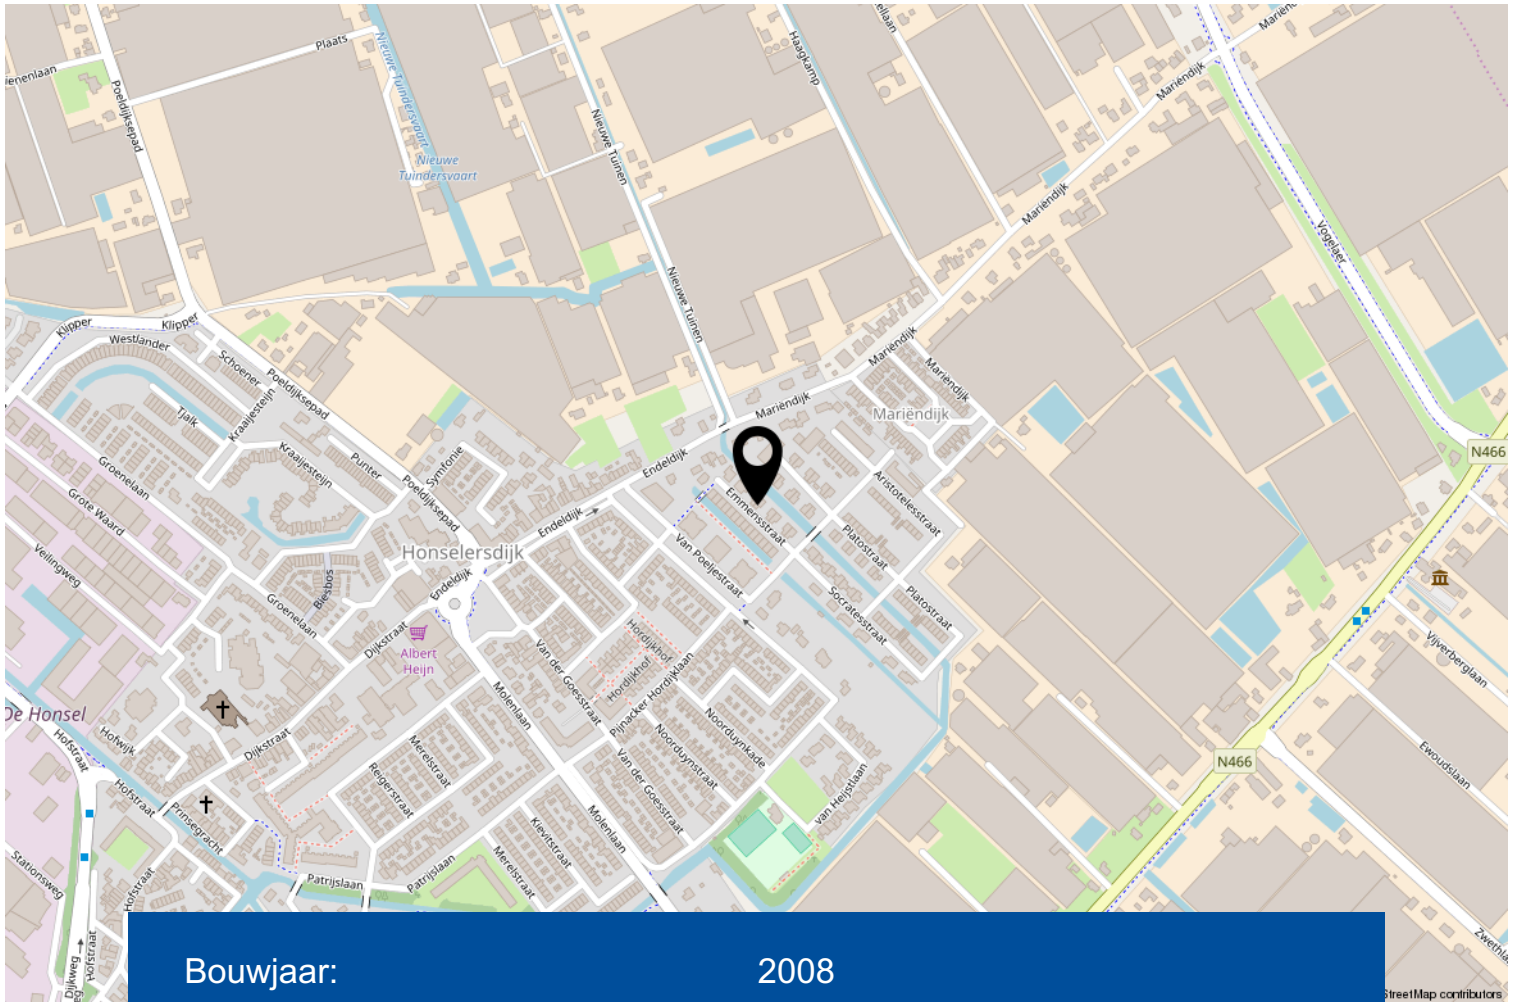 Plaats
Nieuwe Tuindersvaart
Poeldijksepad
Haagkamp
Mariëndijk
Nieuwe Tuinen
Nieuwe
Tuindersvaart
Mariëndijk
Vogelaer
Nieuwe Tuinen
Klipper
Klipper
Westlander
Schoener
Poeldijksepad
Mariëndijk
Mariëndijk
Mariëndijk
Mariëndijk
Tjalk
Kraaijesteijn
Kraaijesteijn
Punter
Symfonie
Endeldijk
N466
Groenelaan
Grote Waard
Poeldijksepad
Emmensstraat
Aristotelesstraat
Endeldijk
Honselersdijk
Veilingweg
Biesbos
Endeldijk
Van Poeljestraat
Platostraat
Groenelaan
Dijkstraat
Albert
Heijn
Socratesstraat
Platostraat
Hordijkhof
Hordijkhof
Van der Goesstraat
Pijnacker Hordijklaan
Vijverberglaan
De Honsel
Hofstraat
Hofwijk
Dijkstraat
Molenlaan
Noorduynkade
Noorduynstraat
Merelstraat
Reigerstraat
N466
Ewoudslaan
Hofstraat
Prinsegracht
Van der Goesstraat
van Heijstlaan
Molenlaan
Kievitstraat
Merelstraat
Stationsweg
Hofstraat
Patrijslaan
Patrijslaan
Dijkweg
Hofstraat
Bouwjaar: 2008
contributors